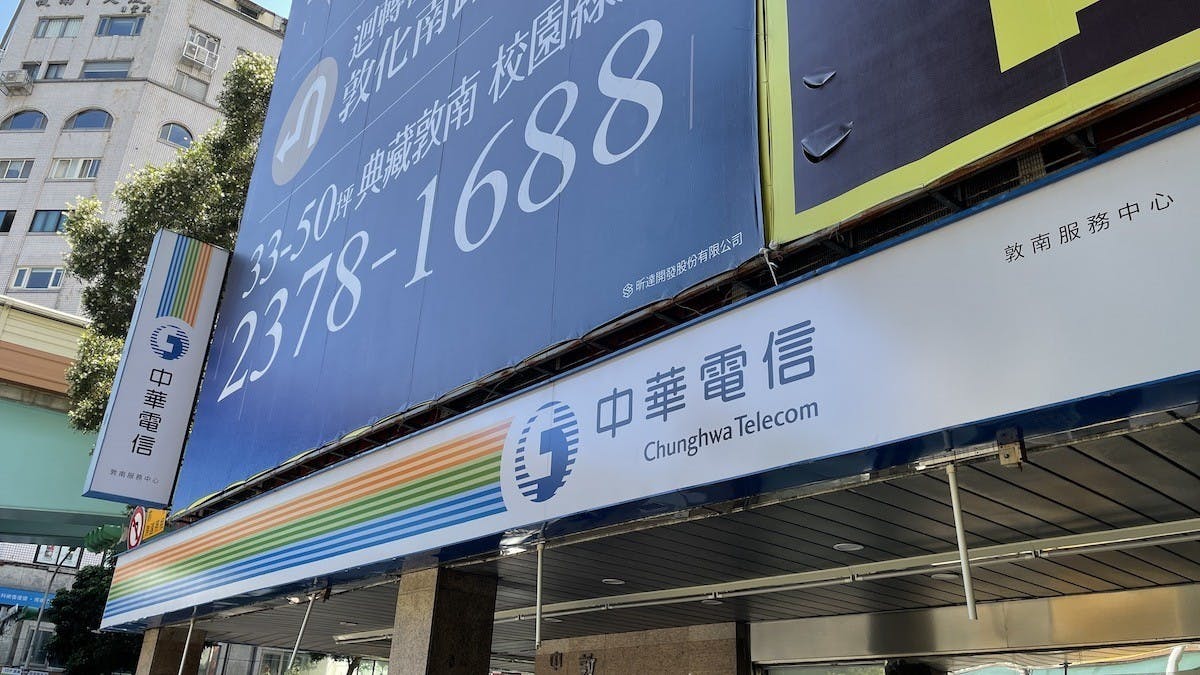 迴轉
敦化南路
33-50坪 典藏敦南 校園綠
2378-1688
昕達開發股份有限公司
中華電信
敦南服務中心
中華電信
Chunghwa Telecom
敦南服務中心